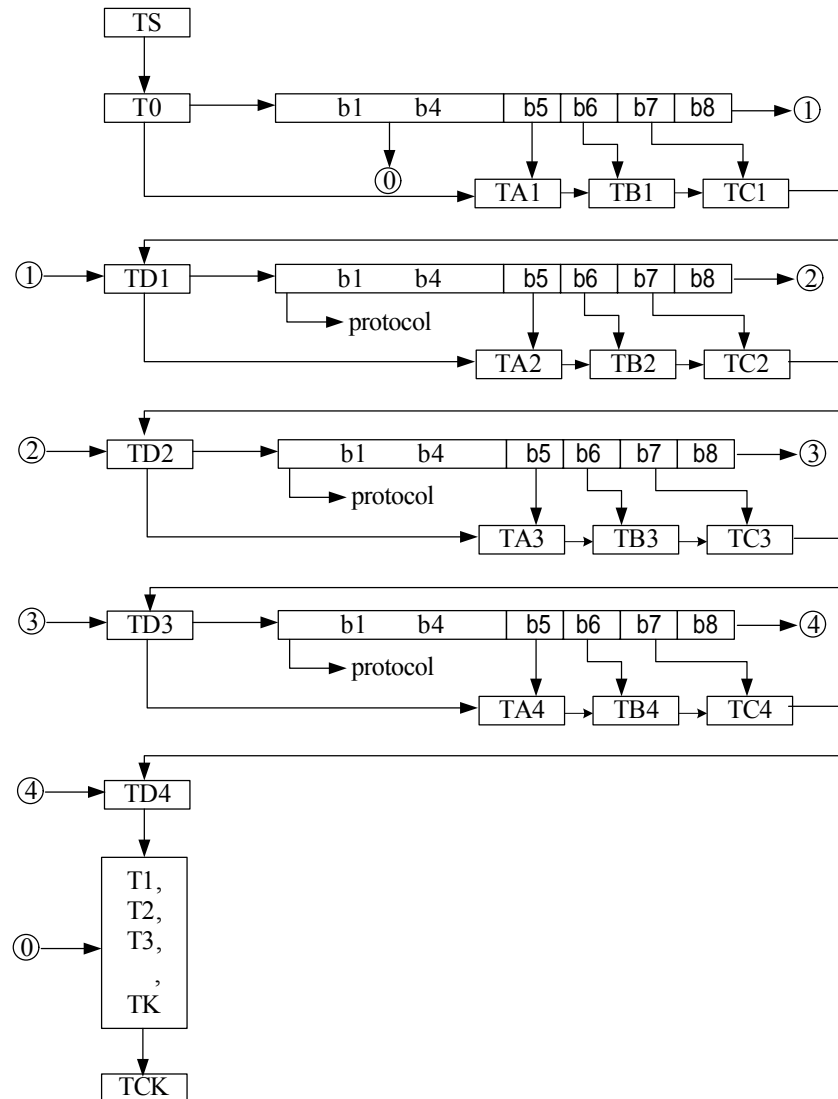 TS
T0 b1 b4 b5 b6 b7 b8 ①
⓪ TA1 TB1 TC1
① TD1 b1 b4 b5 b6 b7 b8 ②
protocol
TA2 TB2 TC2
② TD2 b1 b4 b5 b6 b7 b8 ③
protocol
TA3 TB3 TC3
③ TD3 b1 b4 b5 b6 b7 b8 ④
protocol
TA4 TB4 TC4
④ TD4
T1,
T2,
⓪ T3,
,
TK
TCK